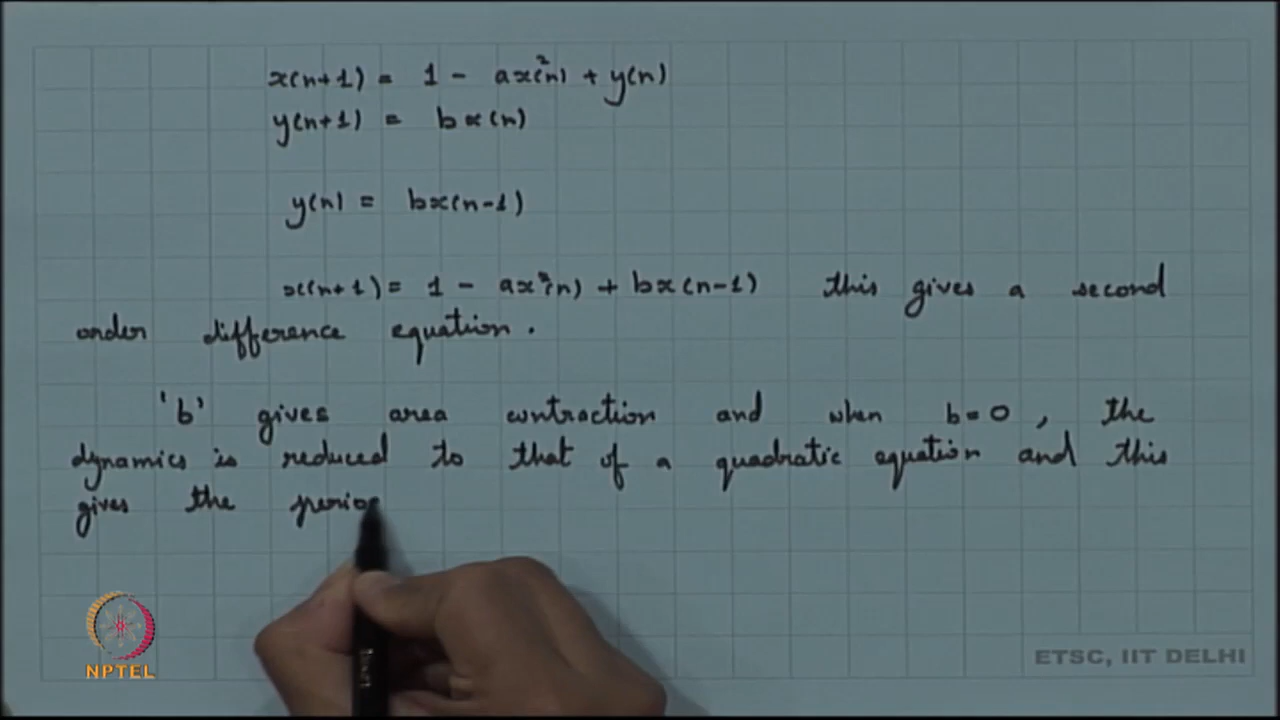 x(n+1) = 1 - ax²(n) + y(n)
y(n+1) = bx(n)
y(n) = bx(n-1)
x(n+1) = 1 - ax²(n) + bx(n-1) this gives a second
order difference equation.
'b' gives area contraction and when b=0, the
dynamics is reduced to that of a quadratic equation and this
gives the perio
NPTEL
ETSC, IIT DELHI